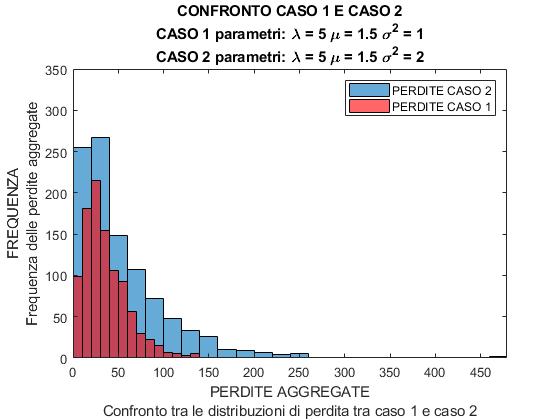 CONFRONTO CASO 1 E CASO 2
CASO 1 parametri: λ = 5 μ = 1.5 σ² = 1
CASO 2 parametri: λ = 5 μ = 1.5 σ² = 2
350
300
250
200
150
100
50
0
FREQUENZA
Frequenza delle perdite aggregate
PERDITE CASO 2
PERDITE CASO 1
0 50 100 150 200 250 300 350 400 450
PERDITE AGGREGATE
Confronto tra le distribuzioni di perdita tra caso 1 e caso 2